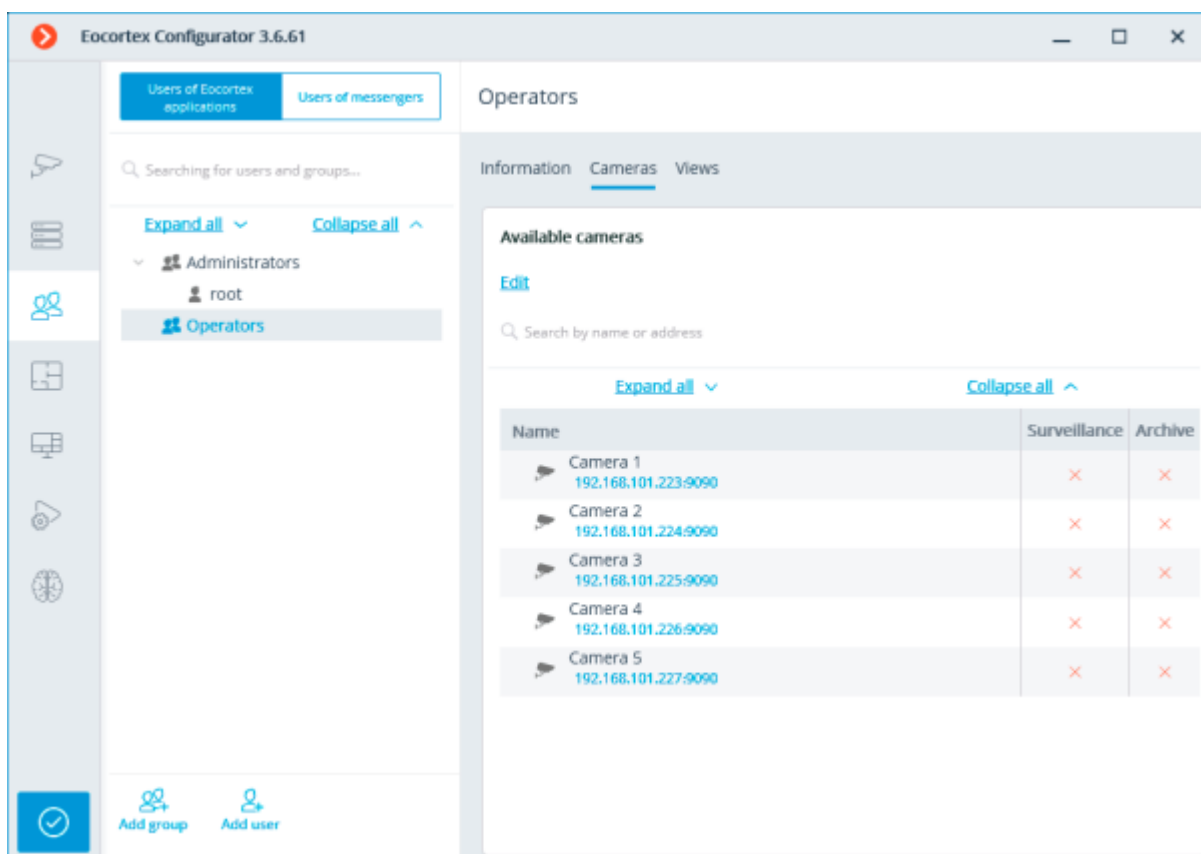 Eocortex Configurator 3.6.61
Users of Eocortex
applications
Users of messengers
Searching for users and groups...
Expand all
Collapse all
Administrators
root
Operators
Add group
Add user
Operators
Information Cameras Views
Available cameras
Edit
Search by name or address
Expand all
Collapse all
Name Surveillance Archive
Camera 1
192.168.101.223:9090
Camera 2
192.168.101.224:9090
Camera 3
192.168.101.225:9090
Camera 4
192.168.101.226:9090
Camera 5
192.168.101.227:9090